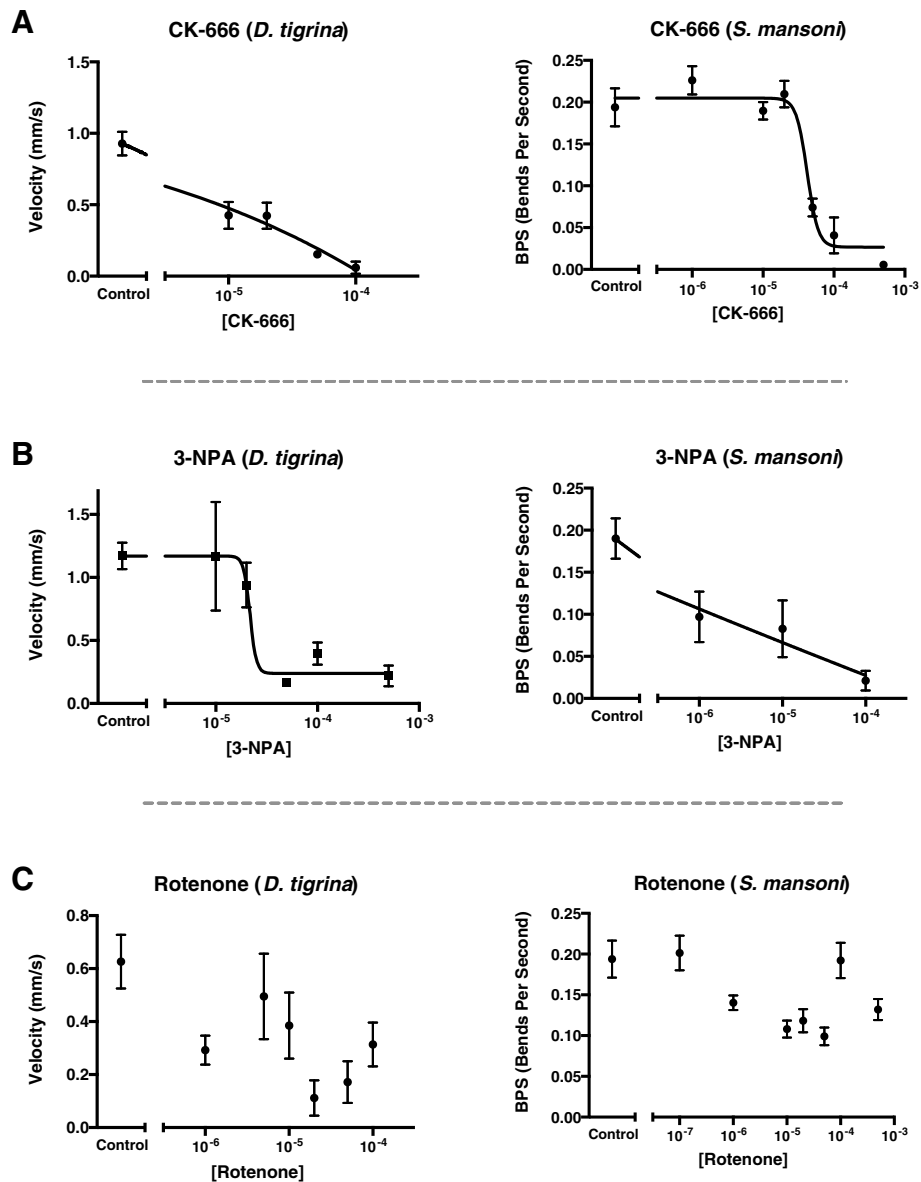 A
CK-666 (D. tigrina)
Velocity (mm/s)
1.5
1.0
0.5
0.0
Control
10-5
10-4
[CK-666]
CK-666 (S. mansoni)
BPS (Bends Per Second)
0.25
0.20
0.15
0.10
0.05
0.00
Control
10-6
10-5
10-4
10-3
[CK-666]
B
3-NPA (D. tigrina)
Velocity (mm/s)
1.5
1.0
0.5
0.0
Control
10-5
10-4
10-3
[3-NPA]
3-NPA (S. mansoni)
BPS (Bends Per Second)
0.25
0.20
0.15
0.10
0.05
0.00
Control
10-6
10-5
10-4
[3-NPA]
C
Rotenone (D. tigrina)
Velocity (mm/s)
0.8
0.6
0.4
0.2
0.0
Control
10-6
10-5
10-4
[Rotenone]
Rotenone (S. mansoni)
BPS (Bends Per Second)
0.25
0.20
0.15
0.10
0.05
0.00
Control
10-7
10-6
10-5
10-4
10-3
[Rotenone]